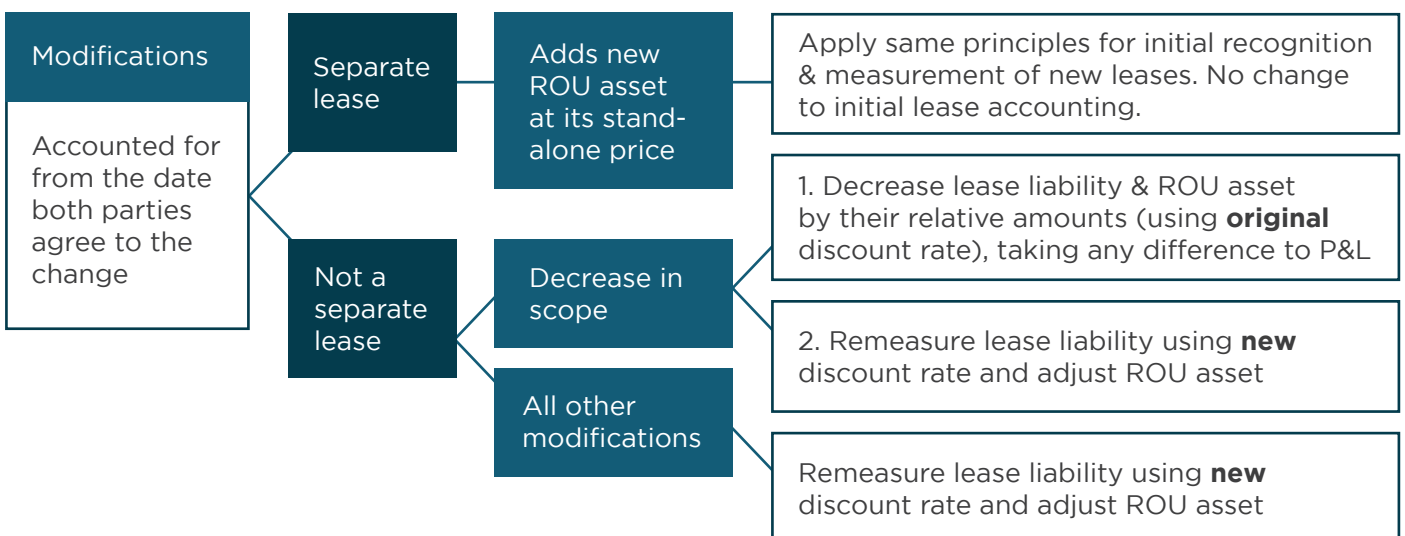 Modifications
Accounted for
from the date
both parties
agree to the
change
Separate
lease
Adds new
ROU asset
at its stand-
alone price
Apply same principles for initial recognition
& measurement of new leases. No change
to initial lease accounting.
Not a
separate
lease
Decrease in
scope
1. Decrease lease liability & ROU asset
by their relative amounts (using original
discount rate), taking any difference to P&L
2. Remeasure lease liability using new
discount rate and adjust ROU asset
All other
modifications
Remeasure lease liability using new
discount rate and adjust ROU asset